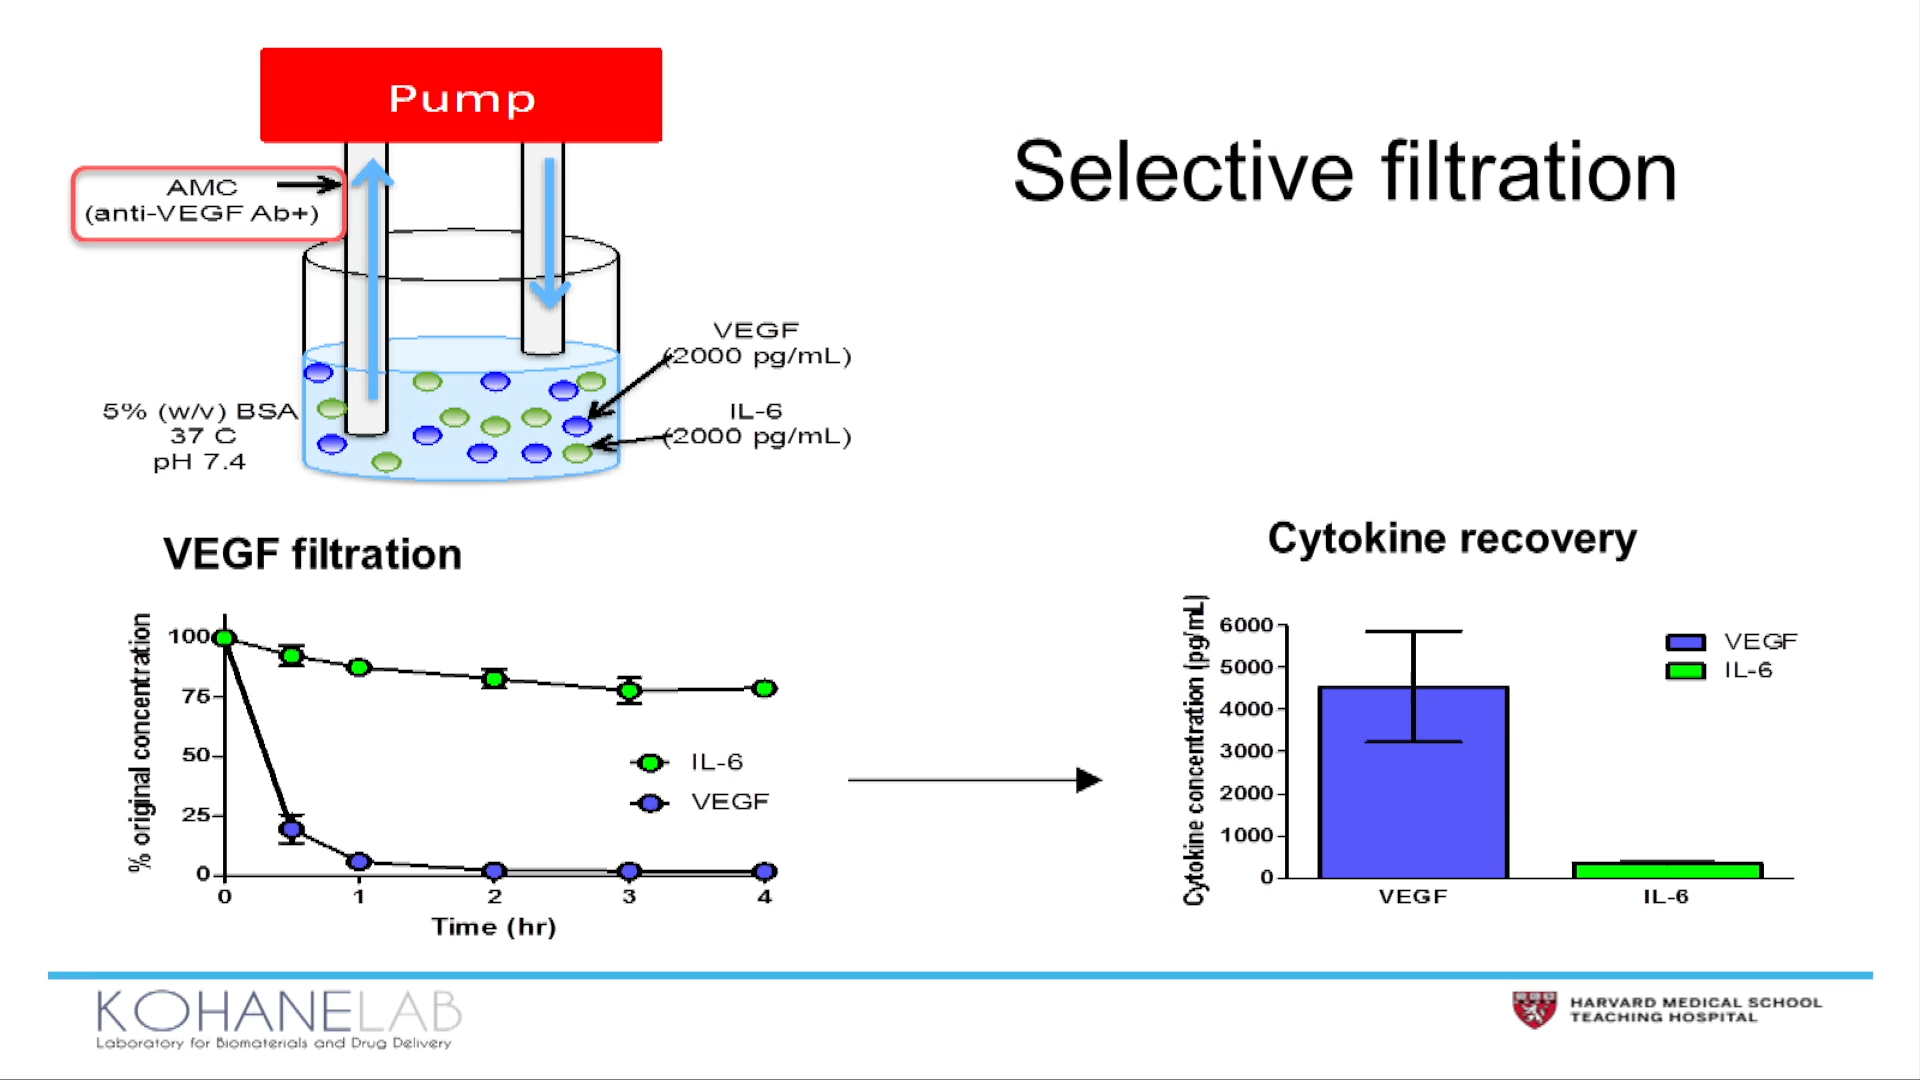 Pump
Selective filtration
AMC
(anti-VEGF Ab+)
VEGF
(2000 pg/mL)
5% (w/v) BSA
37 C
pH 7.4
IL-6
(2000 pg/mL)
VEGF filtration
% original concentration
100
75
50
25
0
0 1 2 3 4
Time (hr)
IL-6
VEGF
Cytokine recovery
Cytokine concentration (pg/mL)
6000
5000
4000
3000
2000
1000
0
VEGF IL-6
VEGF
IL-6
KOHANELAB
Laboratory for Biomaterials and Drug Delivery
HARVARD MEDICAL SCHOOL
TEACHING HOSPITAL